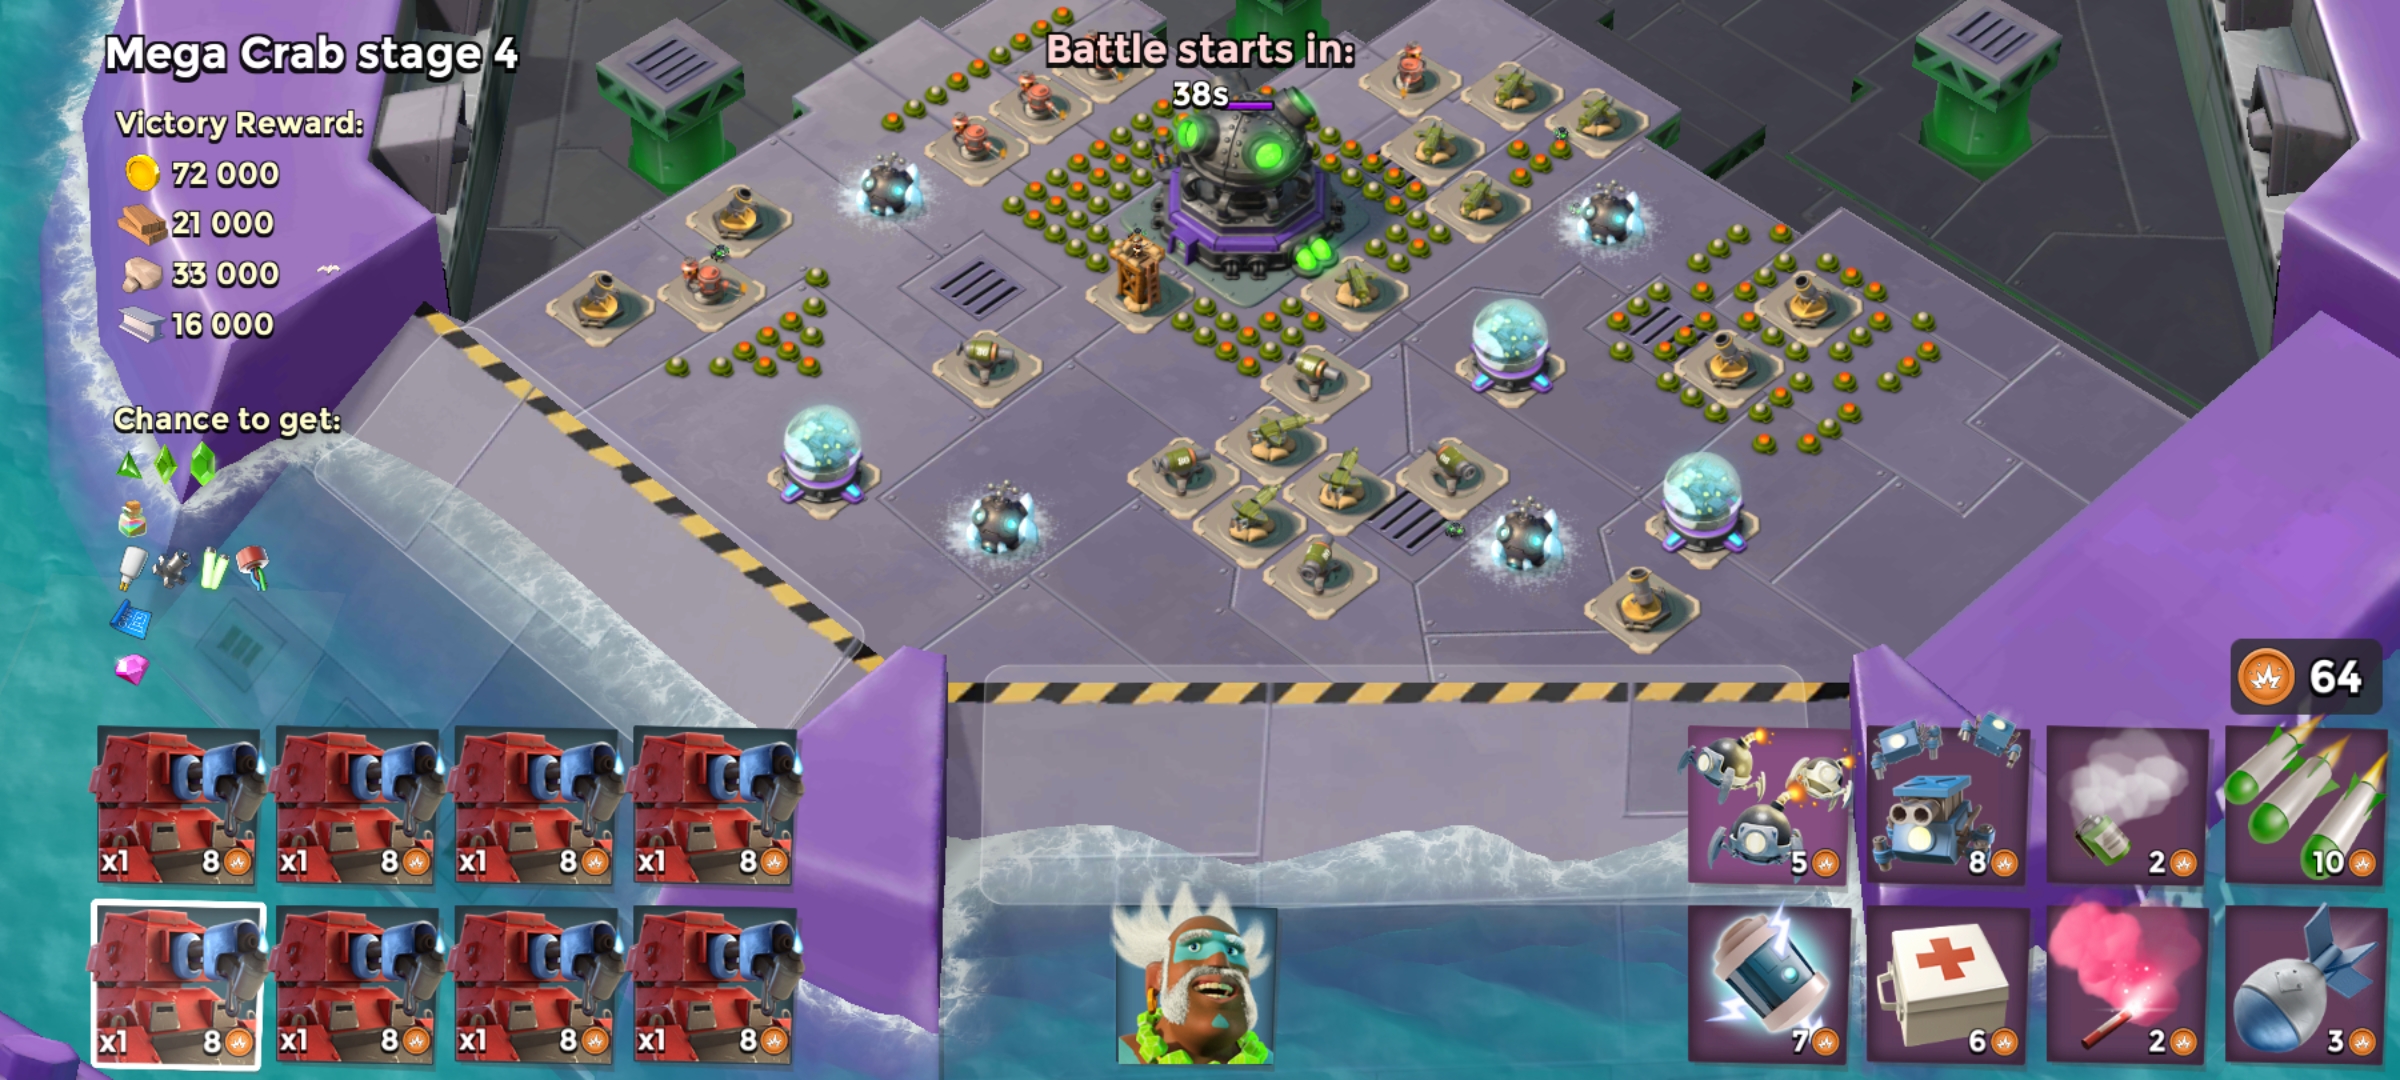 Mega Crab stage 4
Battle starts in:
38s
Victory Reward:
72 000
21 000
33 000
16 000
Chance to get:
64
x1 8
x1 8
x1 8
x1 8
5
8
2
10
x1 8
x1 8
x1 8
x1 8
7
6
2
3